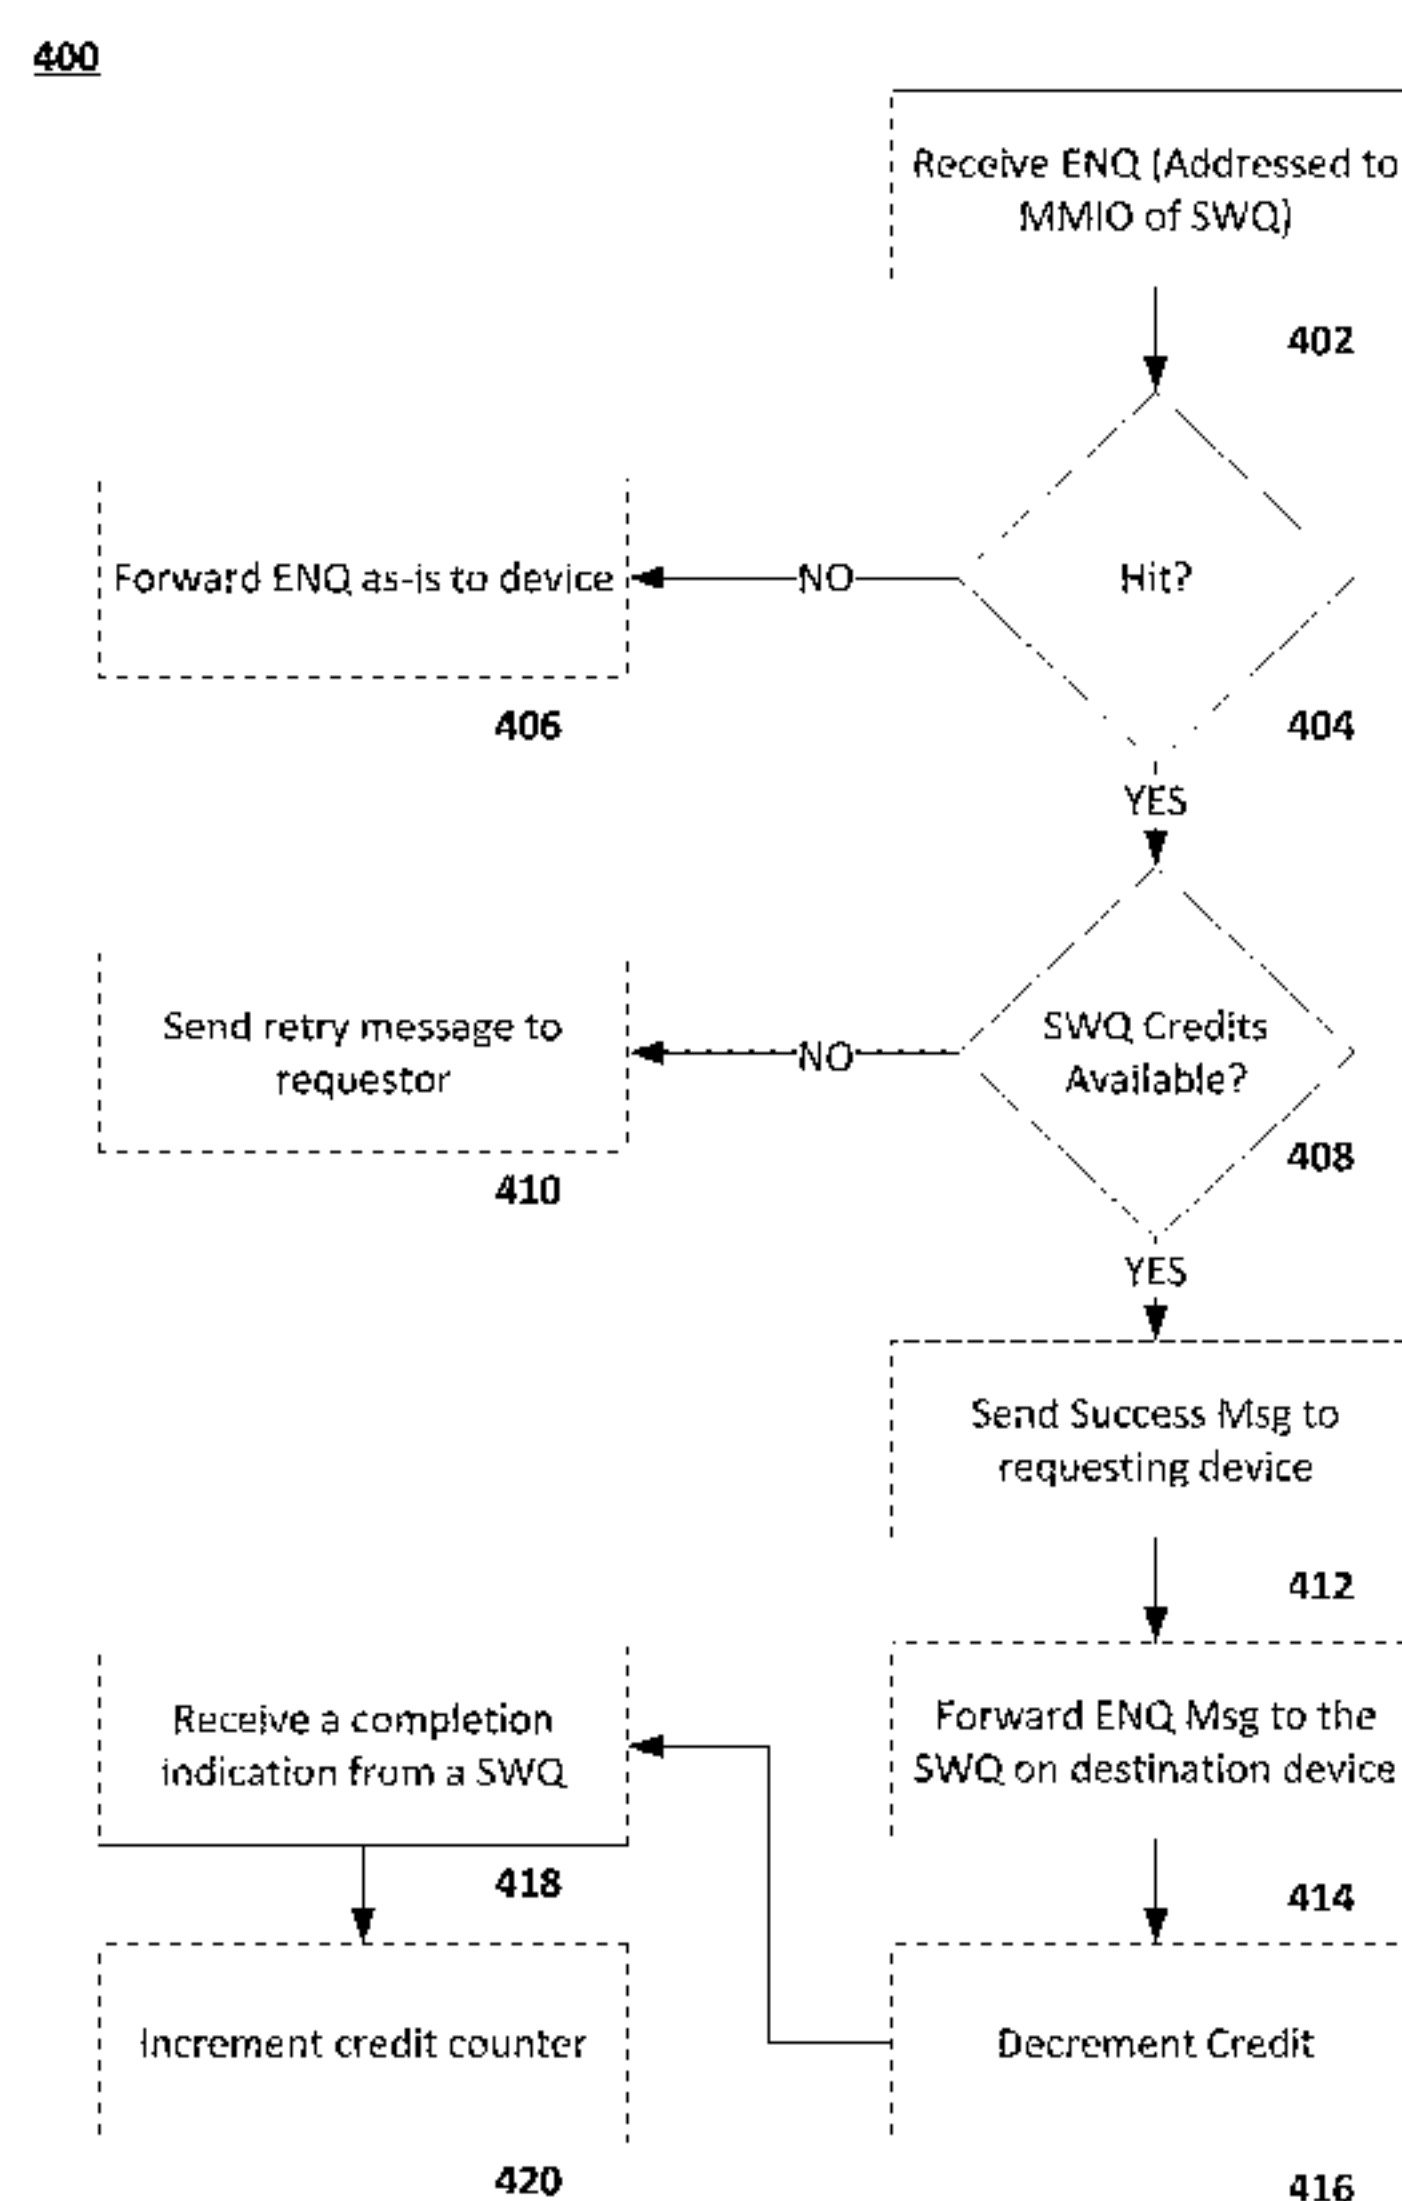 400
Receive ENQ (Addressed to
MMIO of SWQ)
402
Hit?
404
NO
Forward ENQ as-is to device
406
YES
SWQ Credits
Available?
408
NO
Send retry message to
requestor
410
YES
Send Success Msg to
requesting device
412
Forward ENQ Msg to the
SWQ on destination device
414
Decrement Credit
416
Receive a completion
indication from a SWQ
418
Increment credit counter
420